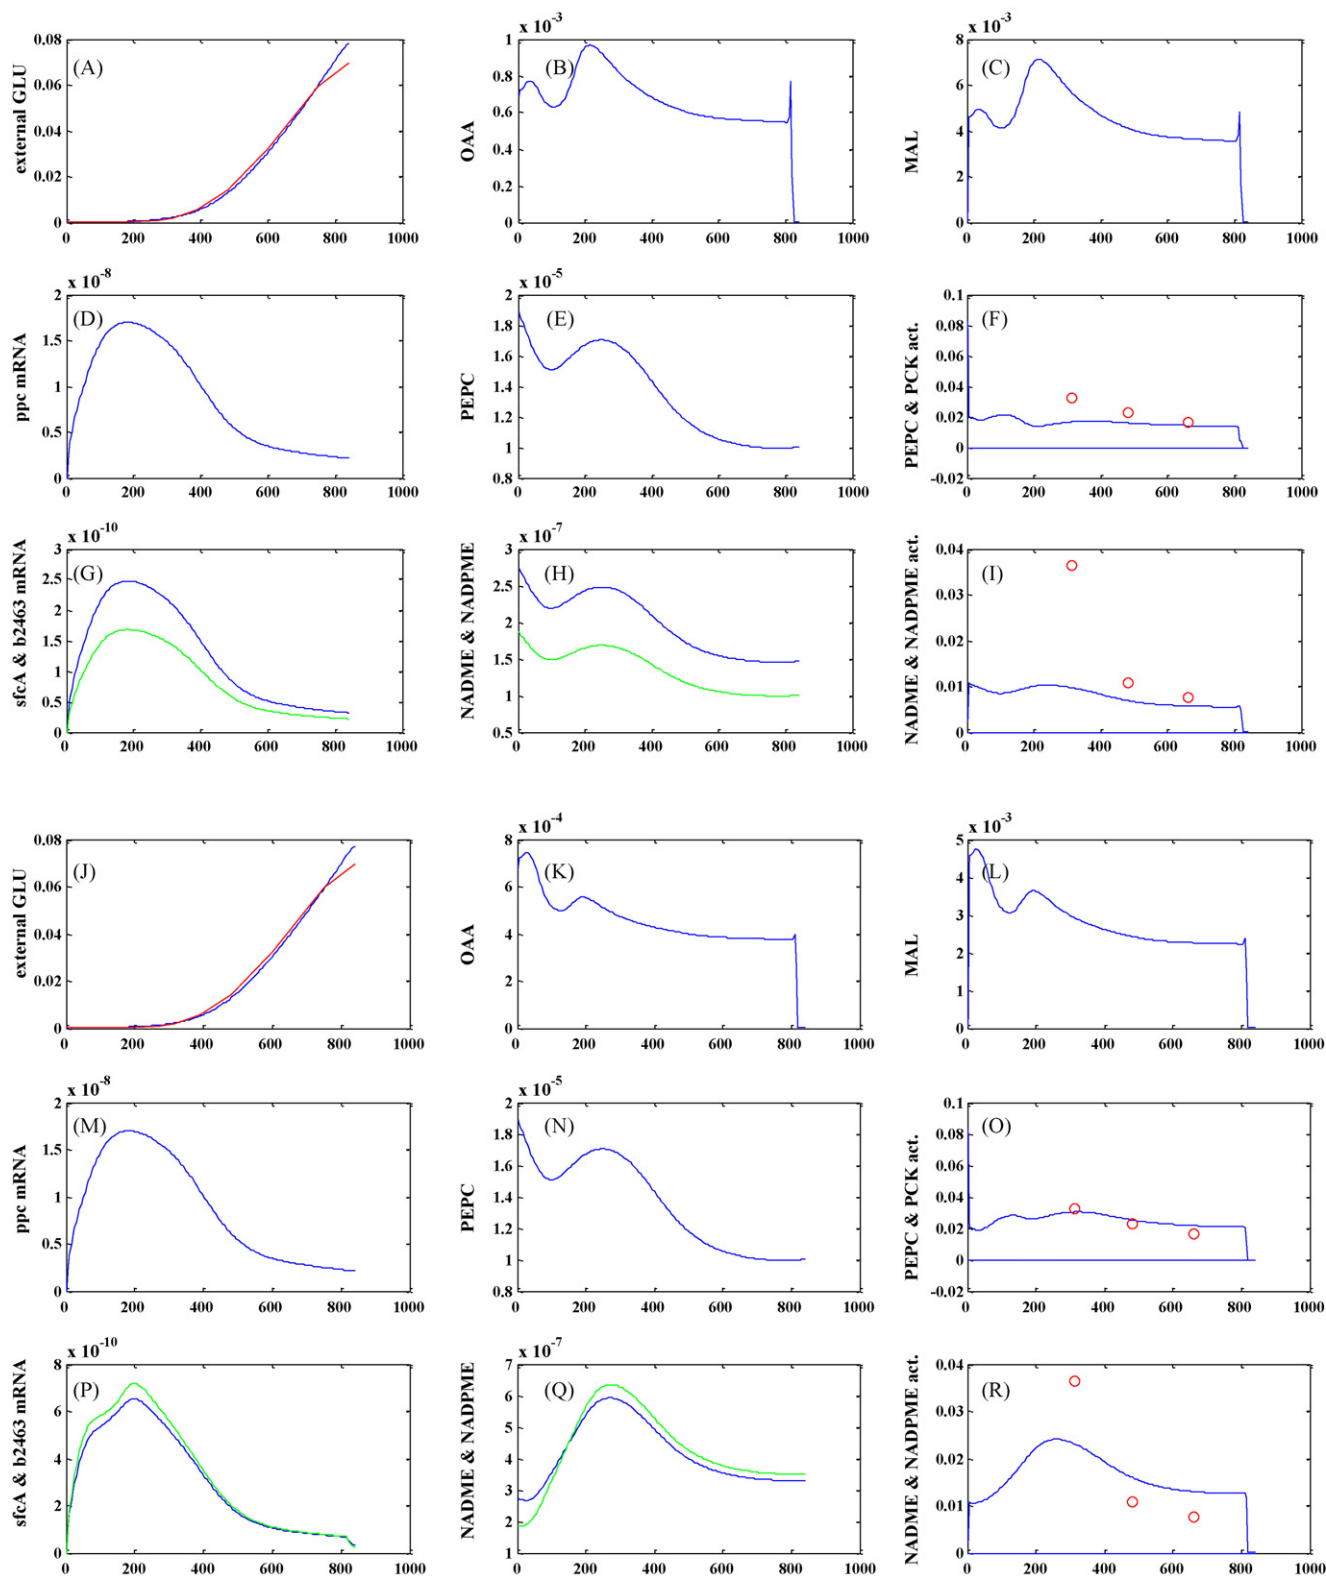 (A)
external GLU
0.08
0.06
0.04
0.02
0
0 200 400 600 800 1000
(B)
x 10-3
OAA
1
0.8
0.6
0.4
0.2
0
0 200 400 600 800 1000
(C)
x 10-3
MAL
8
6
4
2
0
0 200 400 600 800 1000
(D)
x 10-8
ppc mRNA
2
1.5
1
0.5
0
0 200 400 600 800 1000
(E)
x 10-5
PEPC
2
1.8
1.6
1.4
1.2
1
0.8
0 200 400 600 800 1000
(F)
PEPC & PCK act.
0.1
0.08
0.06
0.04
0.02
0
-0.02
0 200 400 600 800 1000
(G)
x 10-10
sfcA & b2463 mRNA
3
2.5
2
1.5
1
0.5
0
0 200 400 600 800 1000
(H)
x 10-7
NADME & NADPME
3
2.5
2
1.5
1
0.5
0 200 400 600 800 1000
(I)
NADME & NADPME act.
0.04
0.03
0.02
0.01
0
0 200 400 600 800 1000
(J)
external GLU
0.08
0.06
0.04
0.02
0
0 200 400 600 800 1000
(K)
x 10-4
OAA
8
6
4
2
0
0 200 400 600 800 1000
(L)
x 10-3
MAL
5
4
3
2
1
0
0 200 400 600 800 1000
(M)
x 10-8
ppc mRNA
2
1.5
1
0.5
0
0 200 400 600 800 1000
(N)
x 10-5
PEPC
2
1.8
1.6
1.4
1.2
1
0.8
0 200 400 600 800 1000
(O)
PEPC & PCK act.
0.1
0.08
0.06
0.04
0.02
0
-0.02
0 200 400 600 800 1000
(P)
x 10-10
sfcA & b2463 mRNA
8
6
4
2
0
0 200 400 600 800 1000
(Q)
x 10-7
NADME & NADPME
7
6
5
4
3
2
1
0 200 400 600 800 1000
(R)
NADME & NADPME act.
0.04
0.03
0.02
0.01
0
0 200 400 600 800 1000